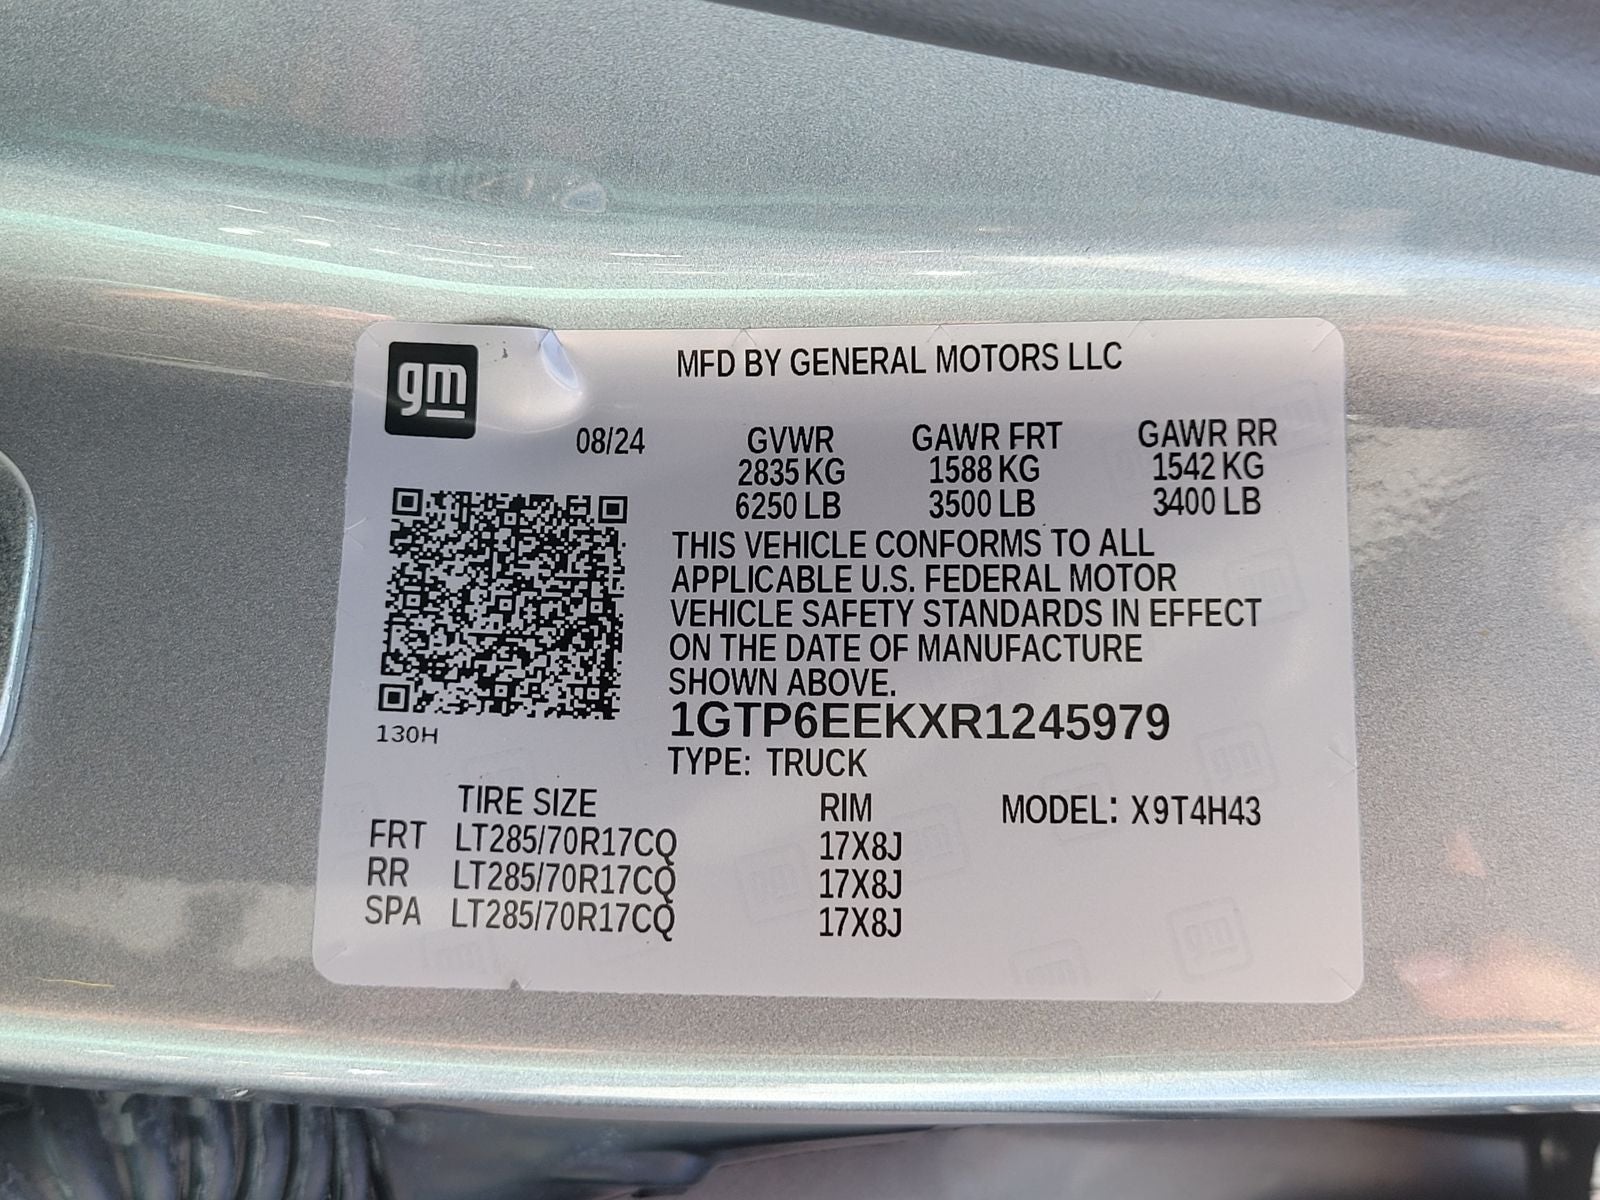 gm
MFD BY GENERAL MOTORS LLC
08/24 GVWR GAWR FRT GAWR RR
2835 KG 1588 KG 1542 KG
6250 LB 3500 LB 3400 LB
THIS VEHICLE CONFORMS TO ALL
APPLICABLE U.S. FEDERAL MOTOR
VEHICLE SAFETY STANDARDS IN EFFECT
ON THE DATE OF MANUFACTURE
SHOWN ABOVE.
1GTP6EEKXR1245979
130H
TYPE: TRUCK
TIRE SIZE RIM MODEL: X9T4H43
FRT LT285/70R17CQ 17X8J
RR LT285/70R17CQ 17X8J
SPA LT285/70R17CQ 17X8J